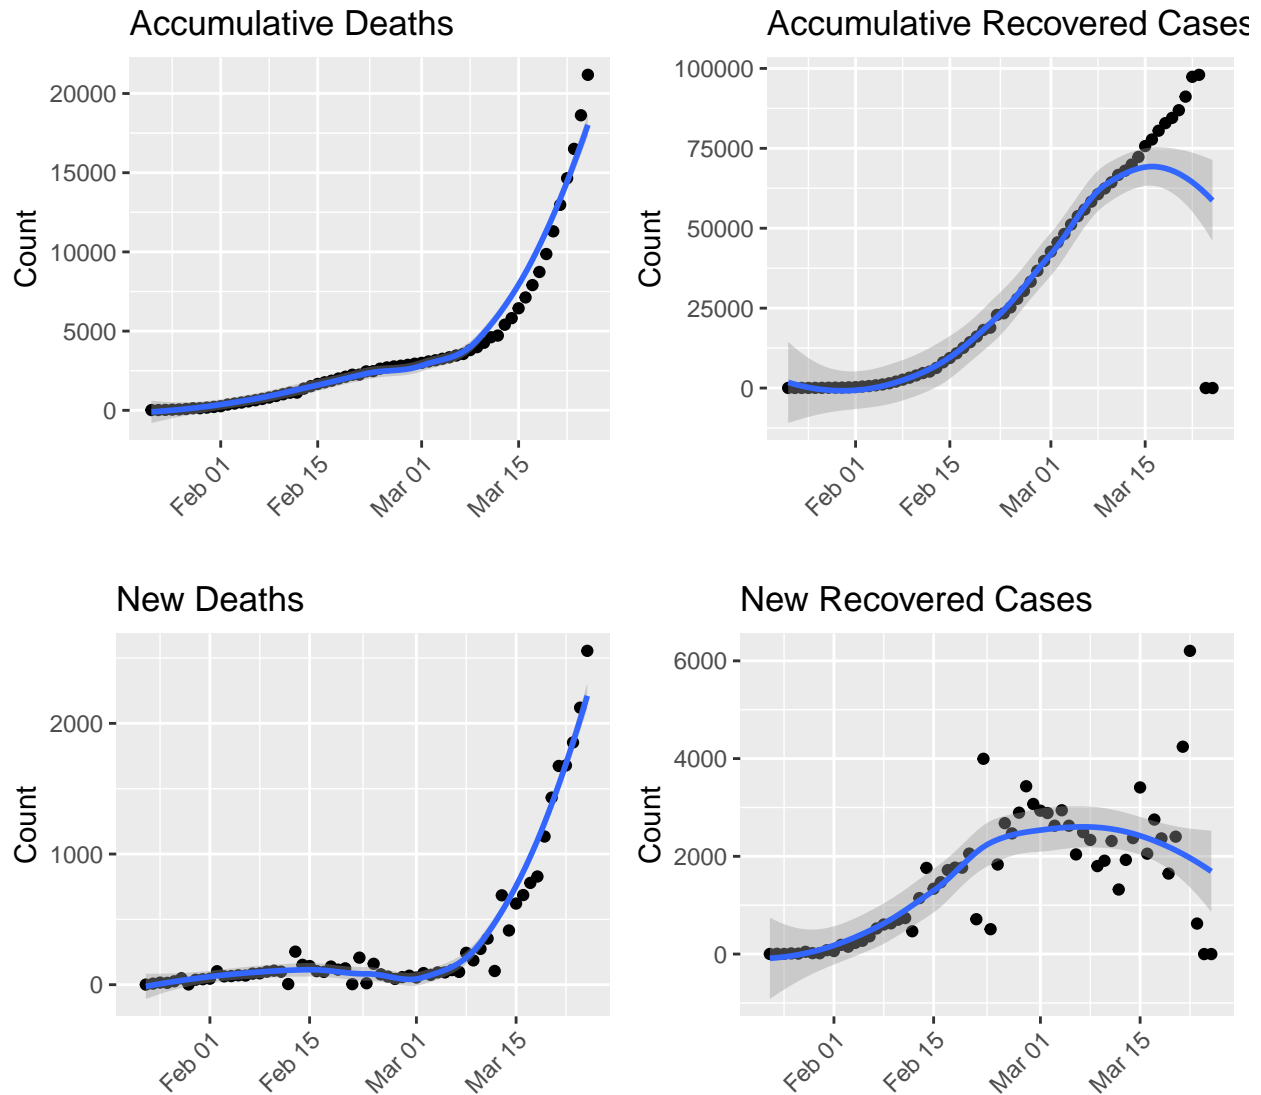 Accumulative Deaths
Count
20000
15000
10000
5000
0
Feb 01
Feb 15
Mar 01
Mar 15
Accumulative Recovered Cases
Count
100000
75000
50000
25000
0
Feb 01
Feb 15
Mar 01
Mar 15
New Deaths
Count
2000
1000
0
Feb 01
Feb 15
Mar 01
Mar 15
New Recovered Cases
Count
6000
4000
2000
0
Feb 01
Feb 15
Mar 01
Mar 15